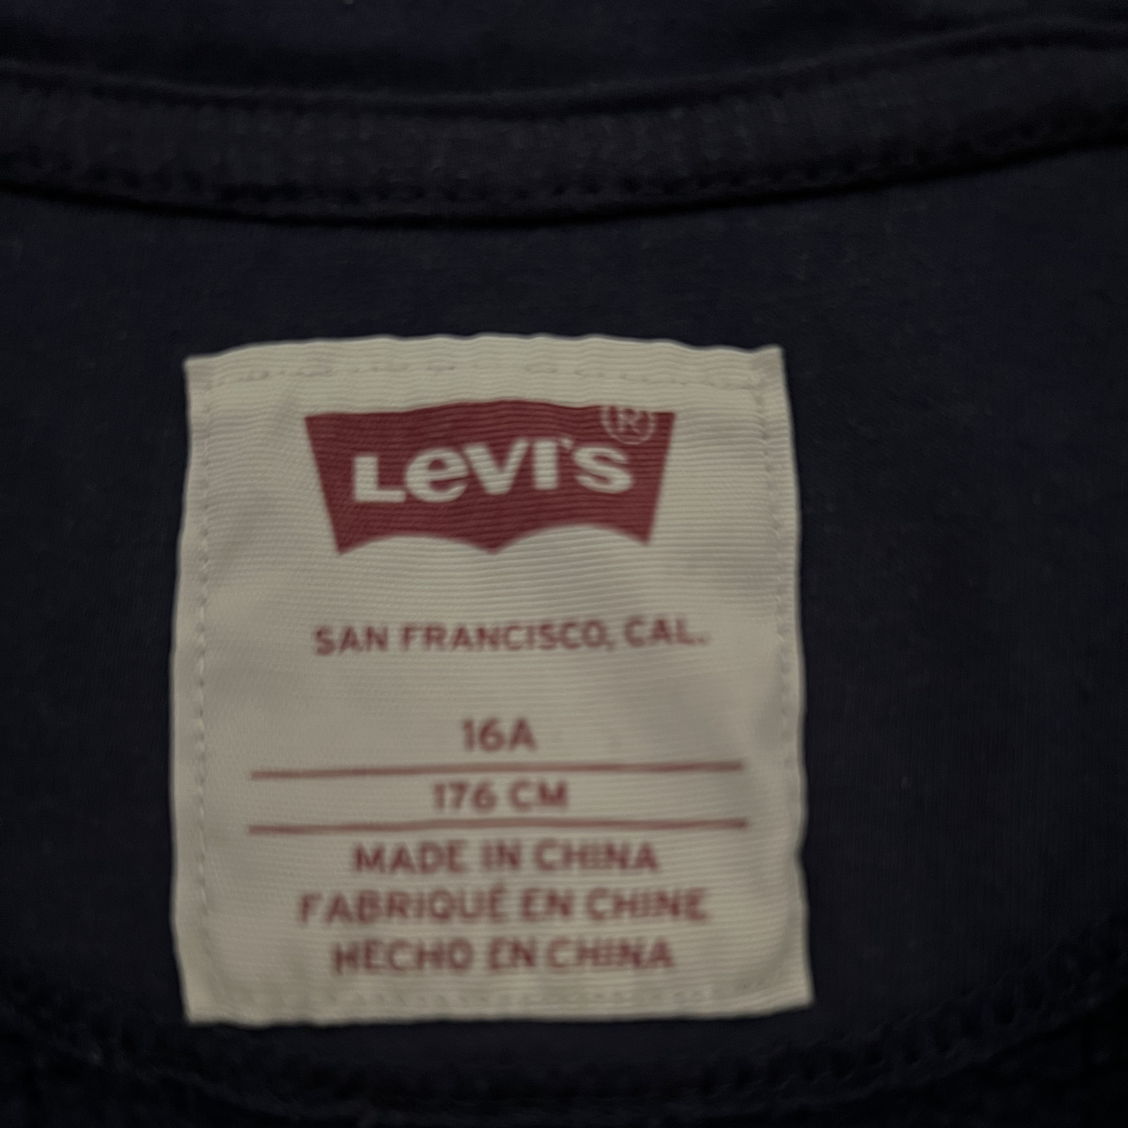 Levi's ®
SAN FRANCISCO, CAL.
16A
176 CM
MADE IN CHINA
FABRIQUÉ EN CHINE
HECHO EN CHINA